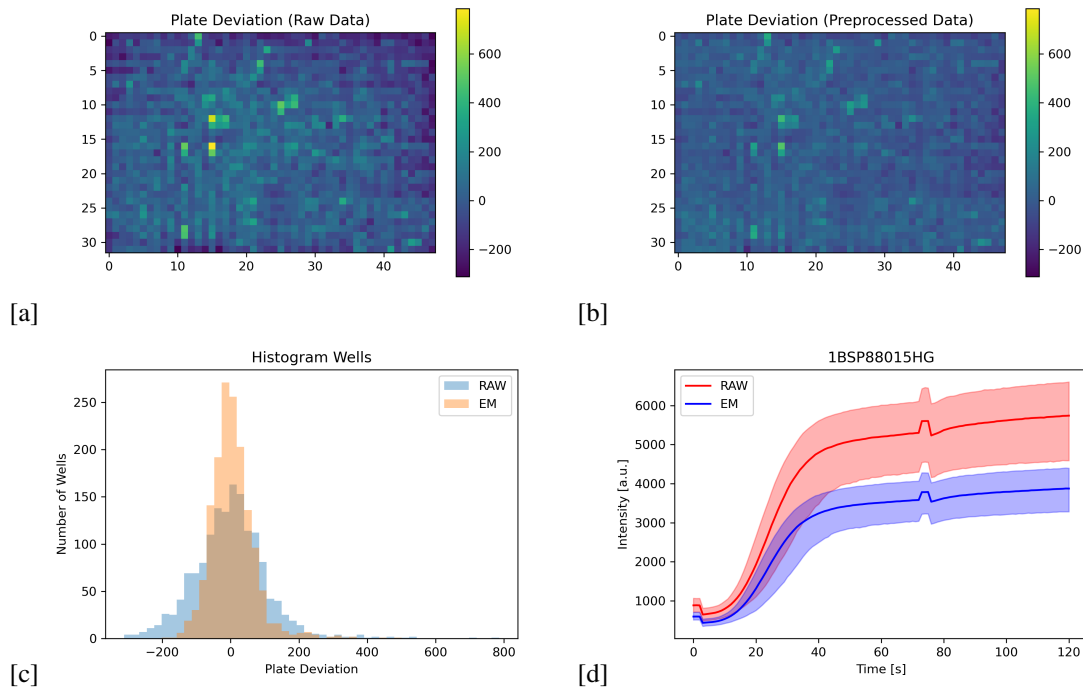 Plate Deviation (Raw Data)
0
5
10
15
20
25
30
0 10 20 30 40
600
400
200
0
−200
[a]
Plate Deviation (Preprocessed Data)
0
5
10
15
20
25
30
0 10 20 30 40
600
400
200
0
−200
[b]
Histogram Wells
RAW
EM
Number of Wells
250
200
150
100
50
0
−200 0 200 400 600 800
Plate Deviation
[c]
1BSP88015HG
RAW
EM
Intensity [a.u.]
6000
5000
4000
3000
2000
1000
0 20 40 60 80 100 120
Time [s]
[d]